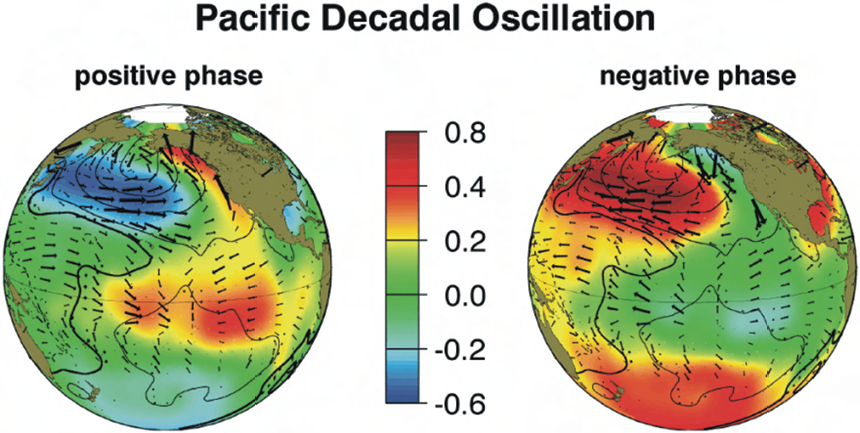 Pacific Decadal Oscillation
positive phase
negative phase
0.8
0.4
0.2
0.0
-0.2
-0.6